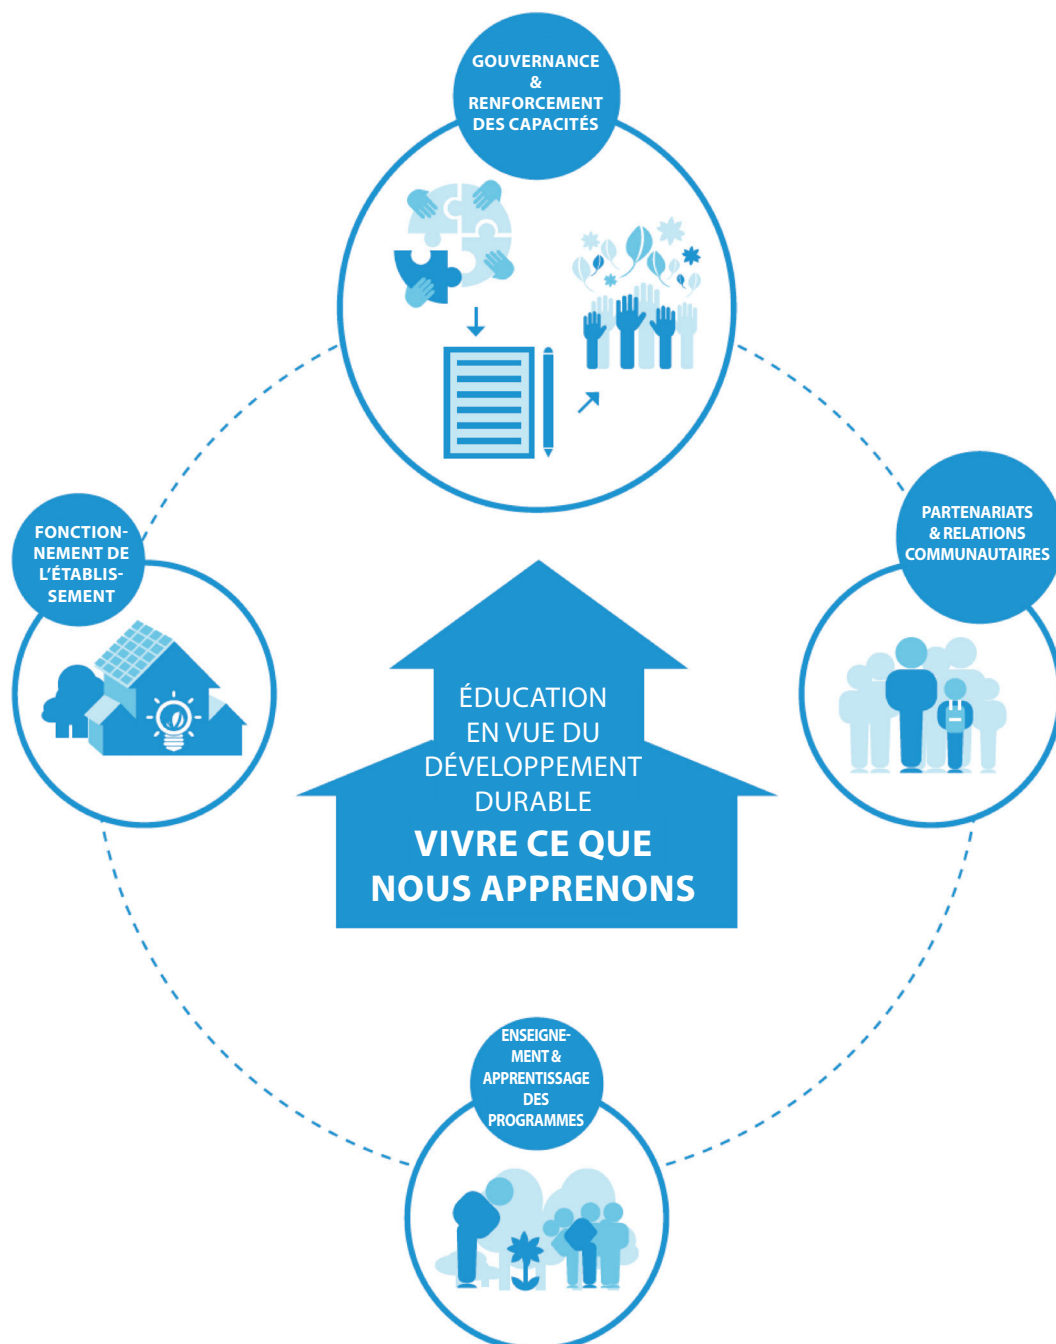 GOUVERNANCE
&
RENFORCEMENT
DES CAPACITÉS
FONCTION-
NEMENT DE
L'ÉTABLIS-
SEMENT
PARTENARIATS
& RELATIONS
COMMUNAUTAIRES
ÉDUCATION
EN VUE DU
DÉVELOPPEMENT
DURABLE
VIVRE CE QUE
NOUS APPRENONS
ENSEIGNE-
MENT &
APPRENTISSAGE
DES
PROGRAMMES